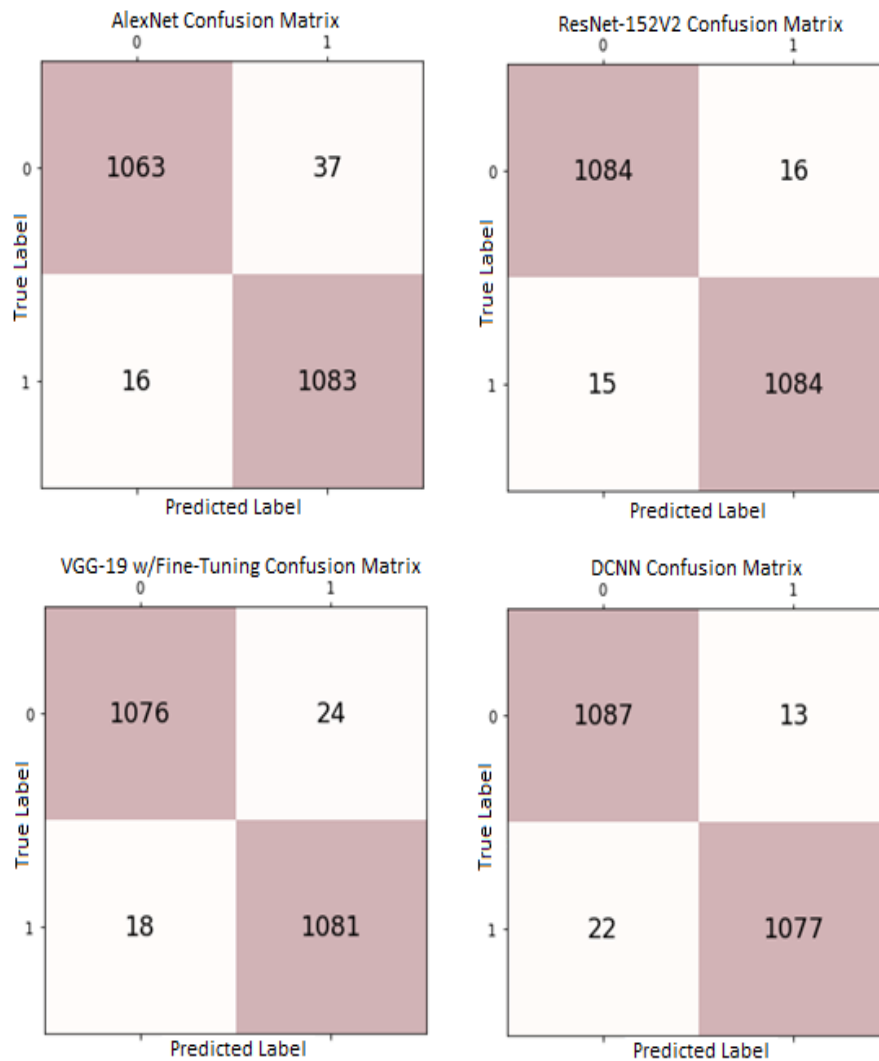 AlexNet Confusion Matrix
0 1
True Label
0 1063 37
1 16 1083
Predicted Label
ResNet-152V2 Confusion Matrix
0 1
True Label
0 1084 16
1 15 1084
Predicted Label
VGG-19 w/Fine-Tuning Confusion Matrix
0 1
True Label
0 1076 24
1 18 1081
Predicted Label
DCNN Confusion Matrix
0 1
True Label
0 1087 13
1 22 1077
Predicted Label